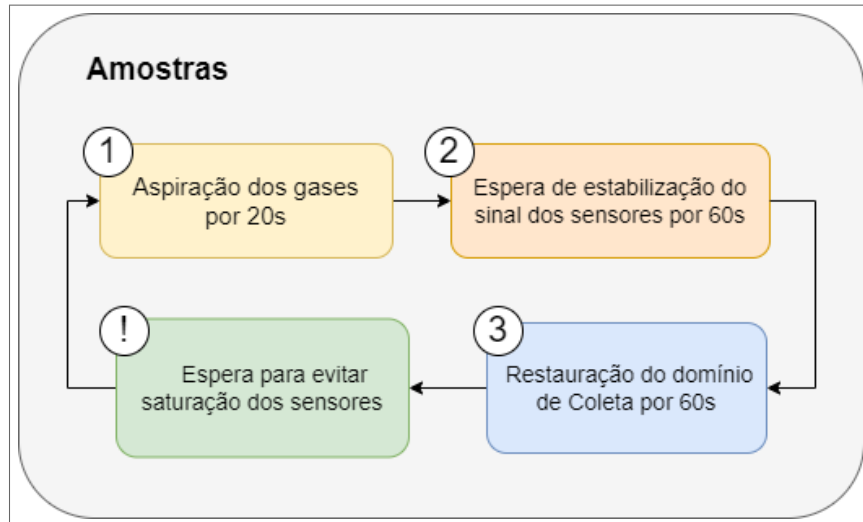 Amostras
1
Aspiração dos gases
por 20s
2
Espera de estabilização do
sinal dos sensores por 60s
3
Restauração do domínio
de Coleta por 60s
!
Espera para evitar
saturação dos sensores